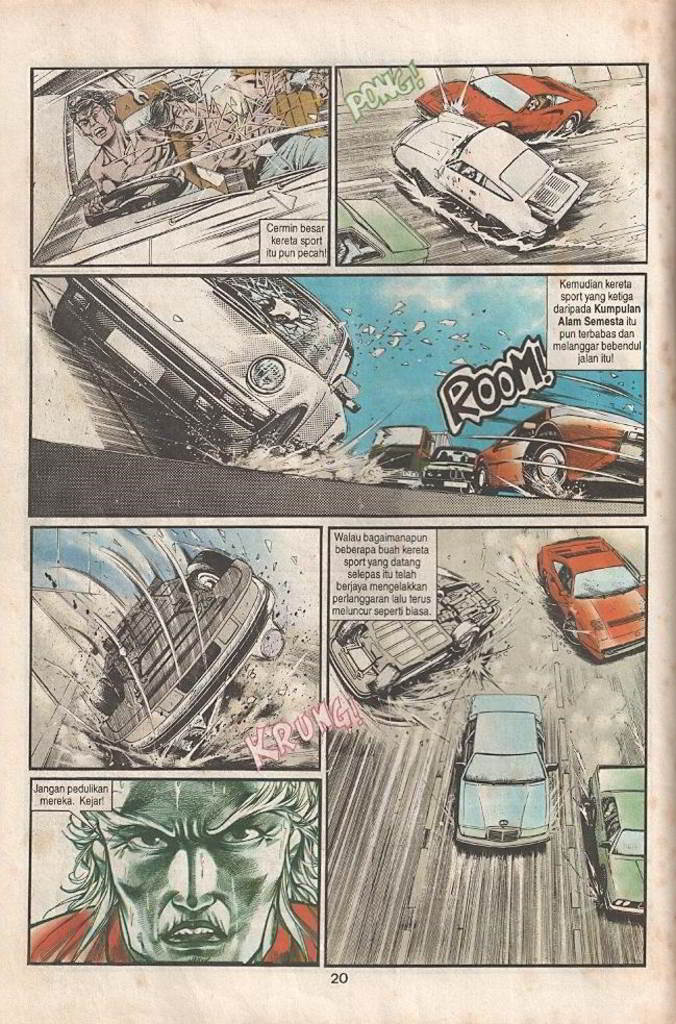 Cermin besar
kereta sport
itu pun pecah!
PONG!
Kemudian kereta
sport yang ketiga
daripada Kumpulan
Alam Semesta itu
pun terbabas dan
melanggar bebendul
jalan itu!
ROOM!
KRUNG!
Walau bagaimanapun
beberapa buah kereta
sport yang datang
selepas itu telah
berjaya mengelakkan
perlanggaran lalu terus
meluncur seperti biasa.
Jangan pedulikan
mereka. Kejar!
20